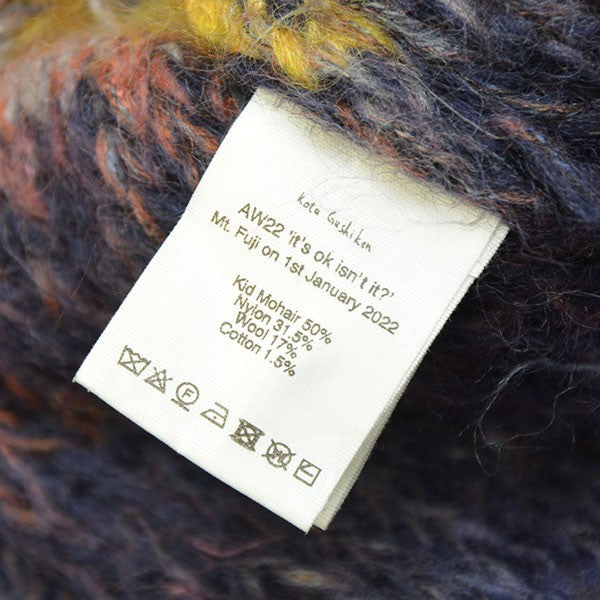 Kota Gushiken
AW22 'it's ok isn't it?'
Mt. Fuji on 1st January 2022
Kid Mohair 50%
Nylon 31.5%
Wool 17%
Cotton 1.5%
F
W